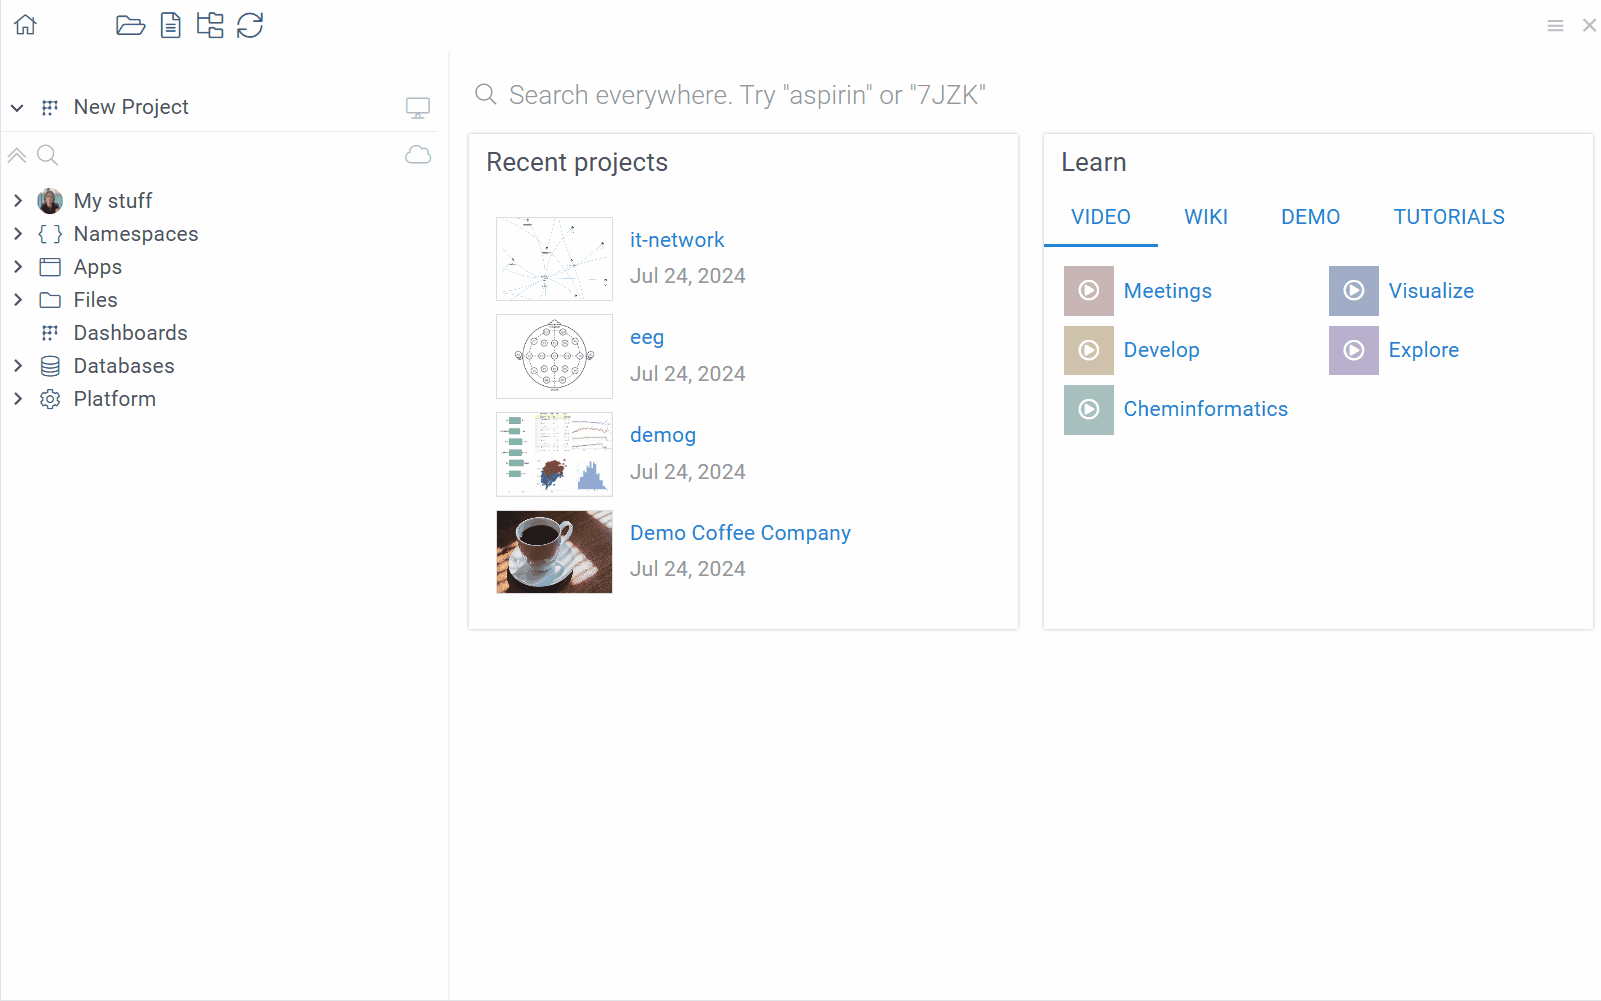 New Project
My stuff
Namespaces
Apps
Files
Dashboards
Databases
Platform
Search everywhere. Try "aspirin" or "7JZK"
Recent projects
it-network
Jul 24, 2024
eeg
Jul 24, 2024
demog
Jul 24, 2024
Demo Coffee Company
Jul 24, 2024
Learn
VIDEO WIKI DEMO TUTORIALS
Meetings Visualize
Develop Explore
Cheminformatics